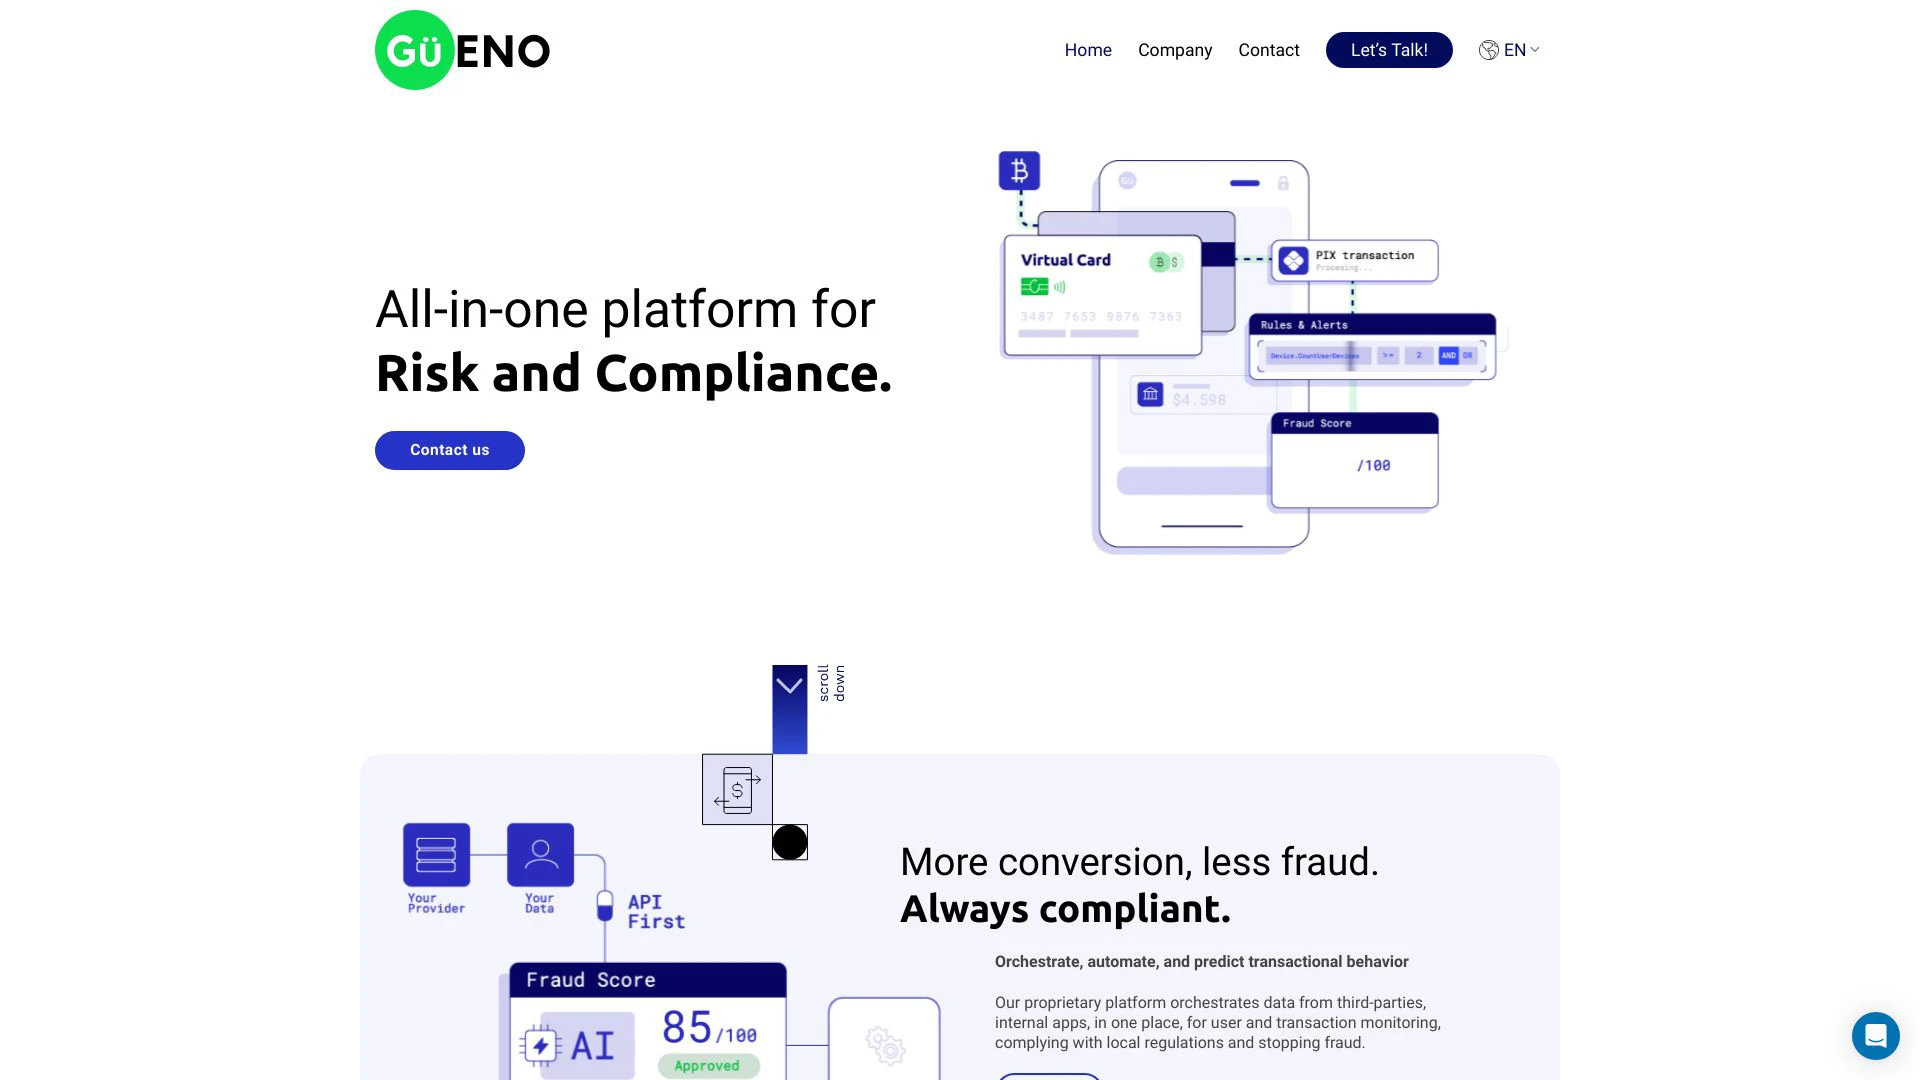 GüENO
Home
Company
Contact
Let's Talk!
EN
All-in-one platform for
Risk and Compliance.
Contact us
Gü
Virtual Card
₿ $
3487 7653 9876 7363
PIX transaction
Procesing...
Rules & Alerts
Device.CountUserDevices >= 2 AND OR
$4.598
Fraud Score
/100
scroll
down
$
Your
Provider
Your
Data
API
First
Fraud Score
AI
85/100
Approved
More conversion, less fraud.
Always compliant.
Orchestrate, automate, and predict transactional behavior
Our proprietary platform orchestrates data from third-parties,
internal apps, in one place, for user and transaction monitoring,
complying with local regulations and stopping fraud.